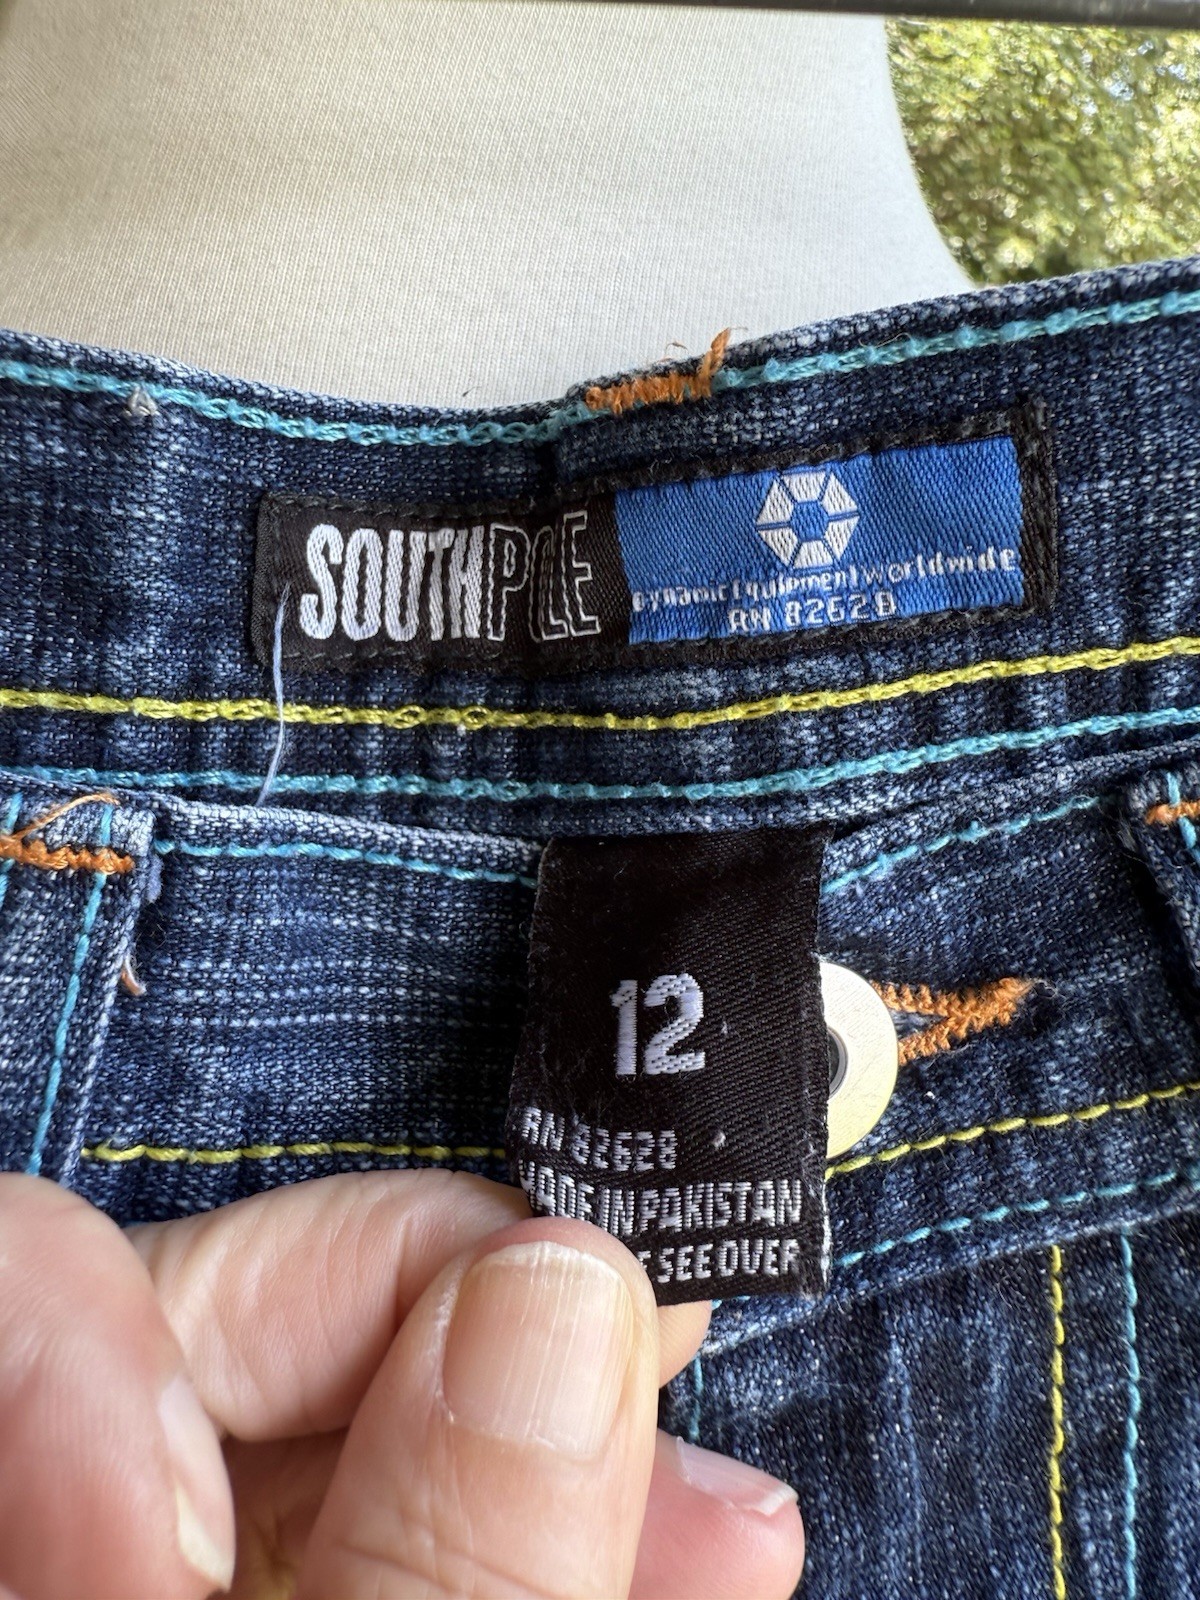 SOUTHPOLE
DynamicEquipmentworldwide
RN 82628
12
RN 82628
MADE IN PAKISTAN
SEE OVER